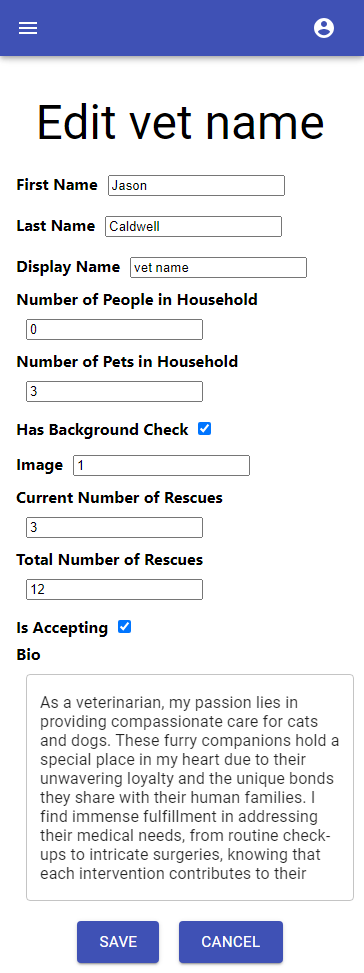 Edit vet name
First Name Jason
Last Name Caldwell
Display Name vet name
Number of People in Household
0
Number of Pets in Household
3
Has Background Check
Image 1
Current Number of Rescues
3
Total Number of Rescues
12
Is Accepting
Bio
As a veterinarian, my passion lies in
providing compassionate care for cats
and dogs. These furry companions hold a
special place in my heart due to their
unwavering loyalty and the unique bonds
they share with their human families. I
find immense fulfillment in addressing
their medical needs, from routine check-
ups to intricate surgeries, knowing that
each intervention contributes to their
SAVE CANCEL